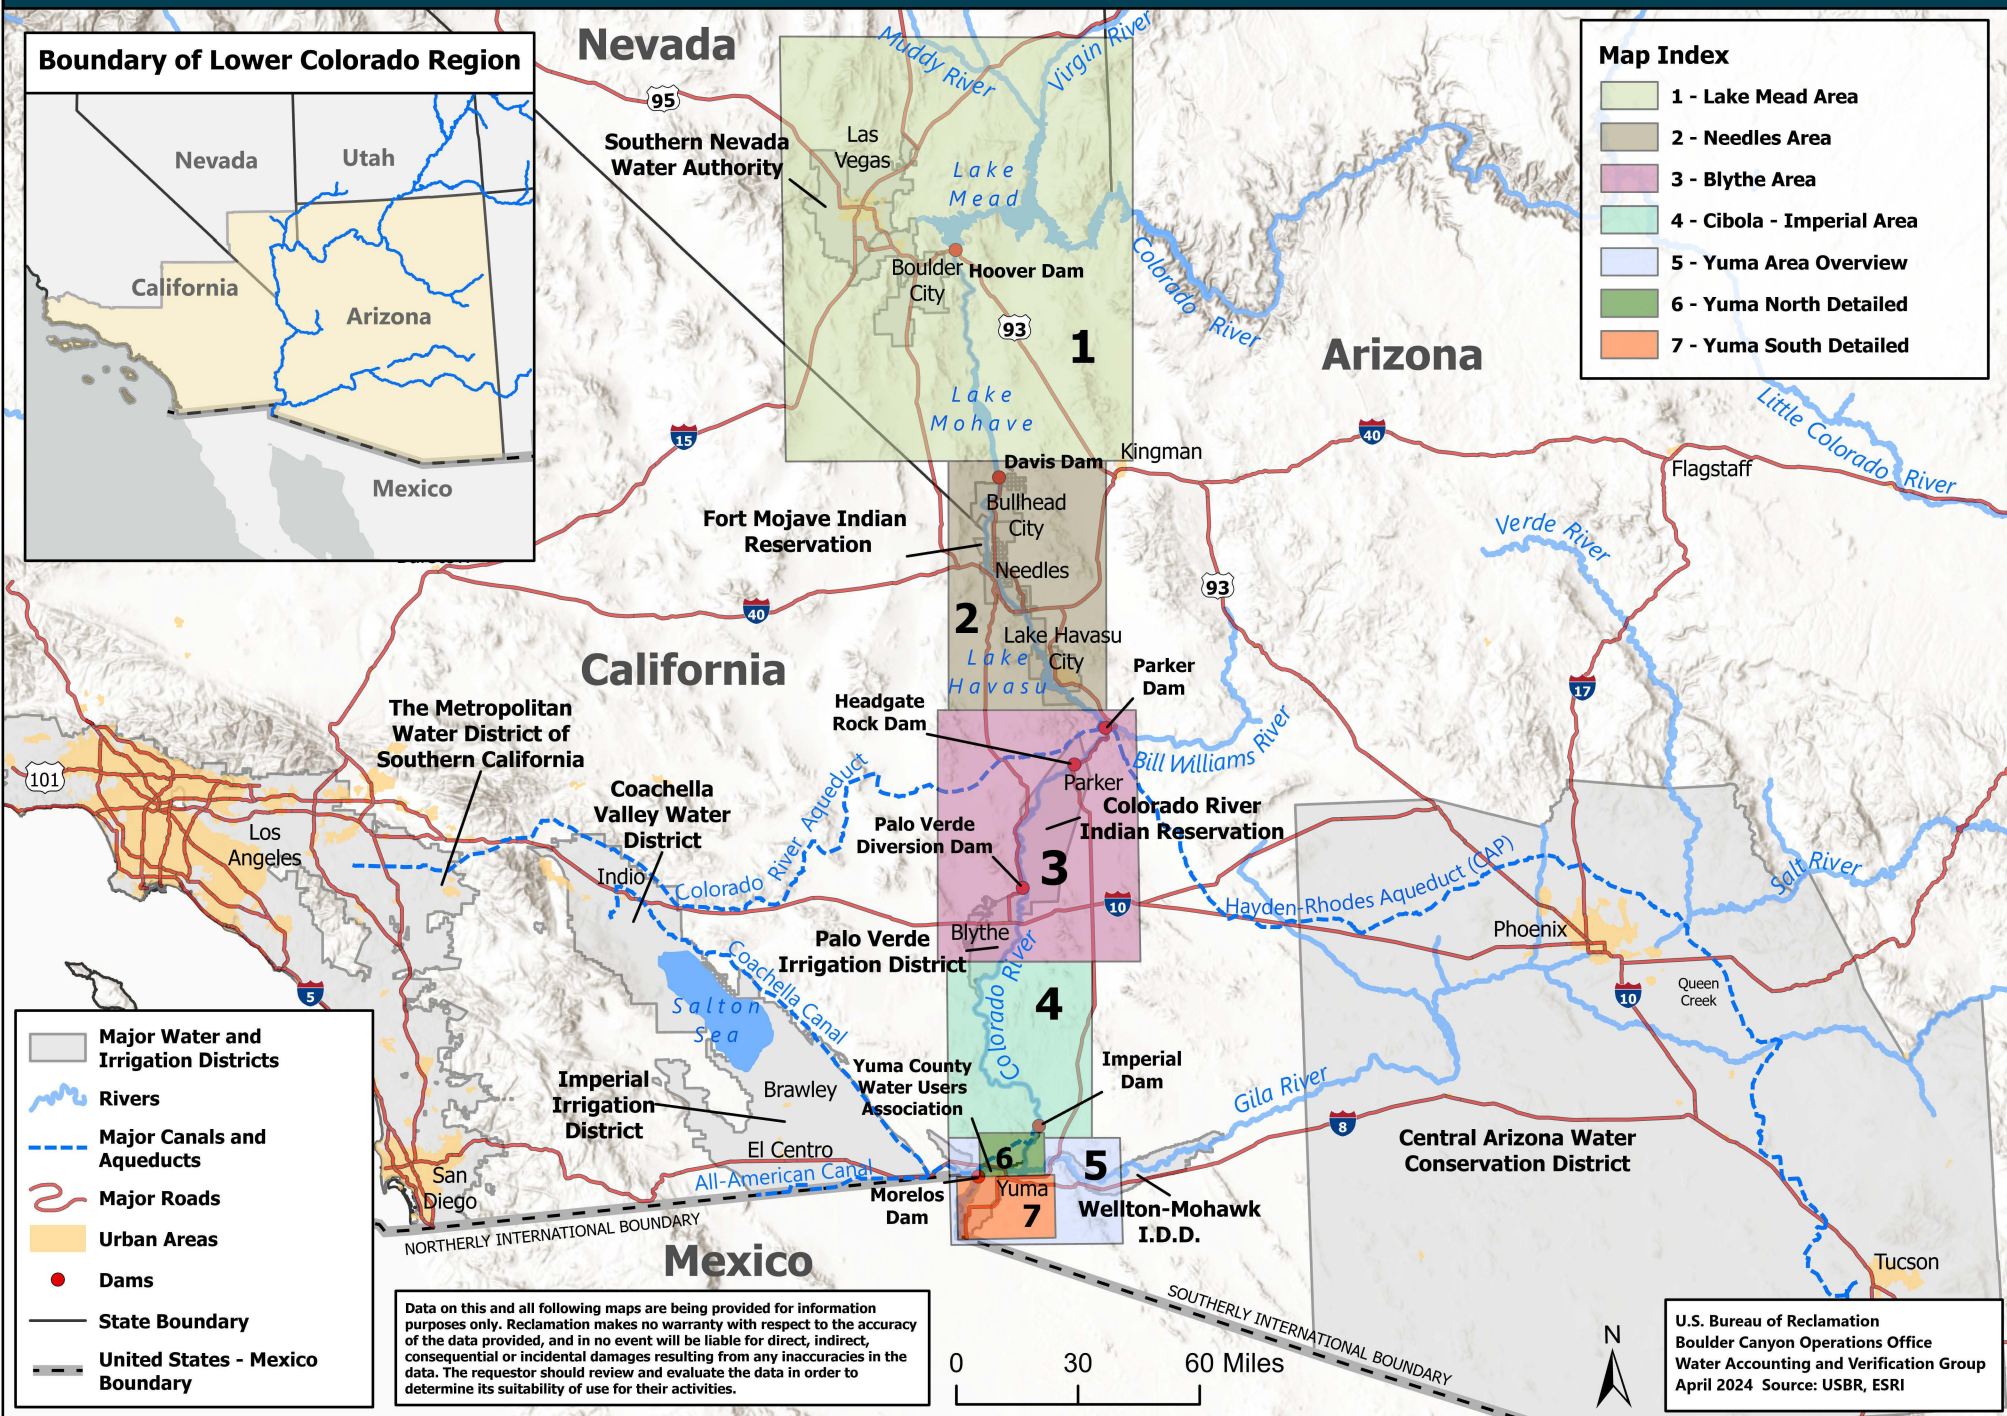 Boundary of Lower Colorado Region
Nevada
Utah
California
Arizona
Mexico
Nevada
95
Muddy River
Virgin River
Southern Nevada
Water Authority
Las
Vegas
Lake
Mead
Boulder
City
Hoover Dam
93
1
Colorado River
Arizona
Map Index
1 - Lake Mead Area
2 - Needles Area
3 - Blythe Area
4 - Cibola - Imperial Area
5 - Yuma Area Overview
6 - Yuma North Detailed
7 - Yuma South Detailed
Little Colorado River
Lake
Mohave
15
Davis Dam
Kingman
40
Flagstaff
Bullhead
City
Fort Mojave Indian
Reservation
Needles
Verde River
93
40
2
Lake Havasu
City
Lake
Havasu
California
Parker
Dam
17
Headgate
Rock Dam
Bill Williams River
The Metropolitan
Water District of
Southern California
101
Coachella
Valley Water
District
Colorado River Aqueduct
Parker
Colorado River
Indian Reservation
Palo Verde
Diversion Dam
3
Los
Angeles
Indio
10
Hayden-Rhodes Aqueduct (CAP)
Salt River
Phoenix
Blythe
Palo Verde
Irrigation District
Colorado River
Coachella Canal
Salton
Sea
4
5
10
Queen
Creek
Yuma County
Water Users
Association
Imperial
Dam
Imperial
Irrigation
District
Brawley
Gila River
8
Central Arizona Water
Conservation District
El Centro
All-American Canal
6
5
San
Diego
Morelos
Dam
Yuma
7
Wellton-Mohawk
I.D.D.
NORTHERLY INTERNATIONAL BOUNDARY
Mexico
Tucson
SOUTHERLY INTERNATIONAL BOUNDARY
Major Water and
Irrigation Districts
Rivers
Major Canals and
Aqueducts
Major Roads
Urban Areas
Dams
State Boundary
United States - Mexico
Boundary
Data on this and all following maps are being provided for information
purposes only. Reclamation makes no warranty with respect to the accuracy
of the data provided, and in no event will be liable for direct, indirect,
consequential or incidental damages resulting from any inaccuracies in the
data. The requestor should review and evaluate the data in order to
determine its suitability of use for their activities.
0 30 60 Miles
N
U.S. Bureau of Reclamation
Boulder Canyon Operations Office
Water Accounting and Verification Group
April 2024 Source: USBR, ESRI